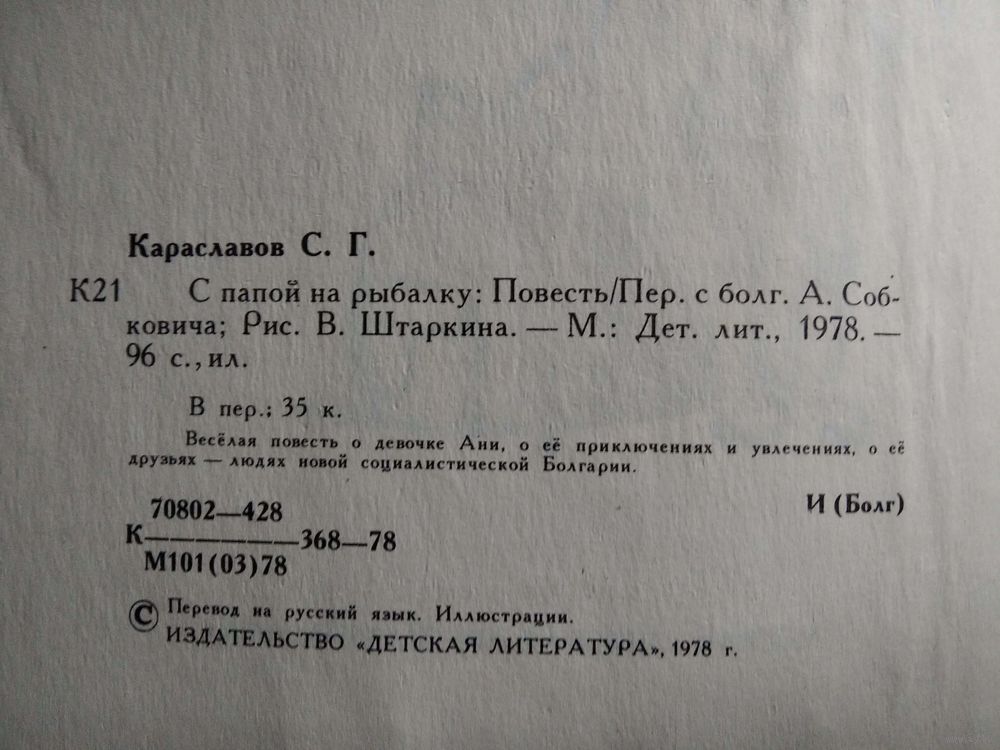 Караславов С. Г.
К21 С папой на рыбалку: Повесть/Пер. с болг. А. Соб-
ковича; Рис. В. Штаркина. — М.: Дет. лит., 1978. —
96 с., ил.
В пер.; 35 к.
Весёлая повесть о девочке Ани, о её приключениях и увлечениях, о её
друзьях — людях новой социалистической Болгарии.
70802—428
К——————368—78
М101(03)78
И (Болг)
© Перевод на русский язык. Иллюстрации.
ИЗДАТЕЛЬСТВО «ДЕТСКАЯ ЛИТЕРАТУРА», 1978 г.